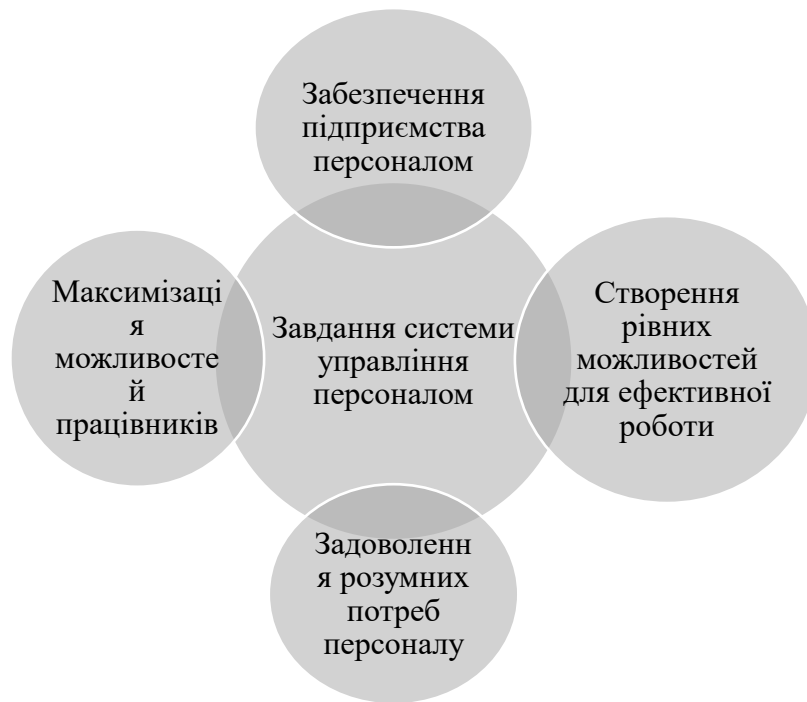 Забезпечення
підприємства
персоналом
Максимізаці
я
можливосте
й
працівників
Завдання системи
управління
персоналом
Створення
рівних
можливостей
для ефективної
роботи
Задоволенн
я розумних
потреб
персоналу